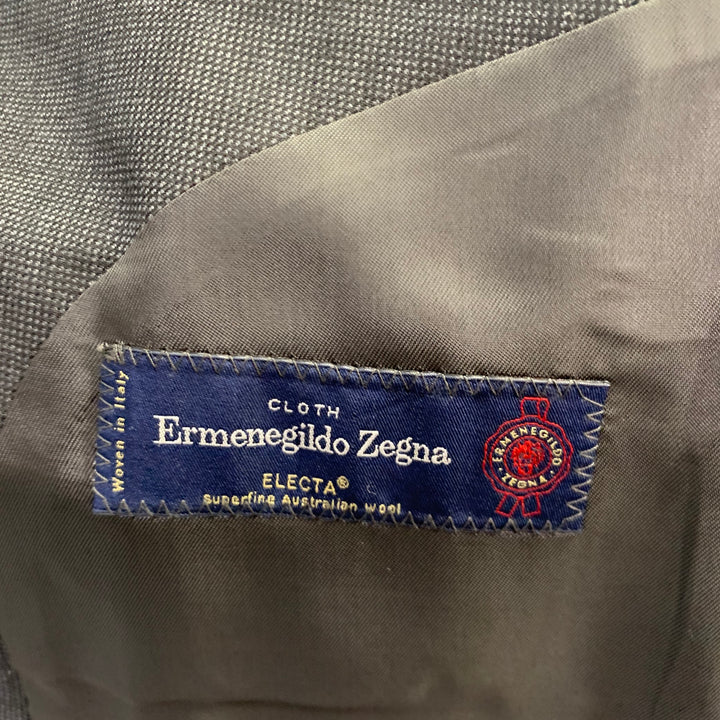 Woven in Italy
CLOTH
Ermenegildo Zegna
ELECTA®
superfine Australian wool
ERMENEGILDO
· ZEGNA ·